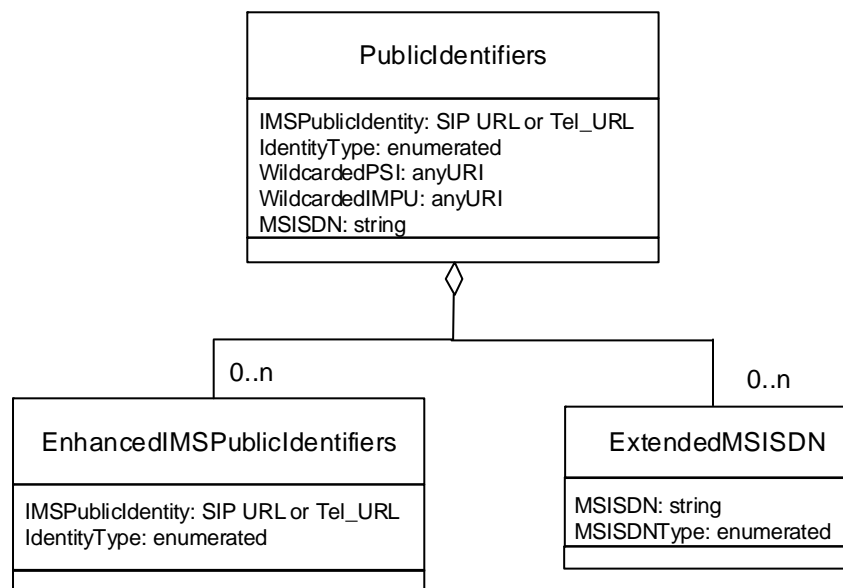 PublicIdentifiers
IMSPublicIdentity: SIP URL or Tel_URL
IdentityType: enumerated
WildcardedPSI: anyURI
WildcardedIMPU: anyURI
MSISDN: string
0..n
0..n
EnhancedIMSPublicIdentifiers
IMSPublicIdentity: SIP URL or Tel_URL
IdentityType: enumerated
ExtendedMSISDN
MSISDN: string
MSISDNType: enumerated